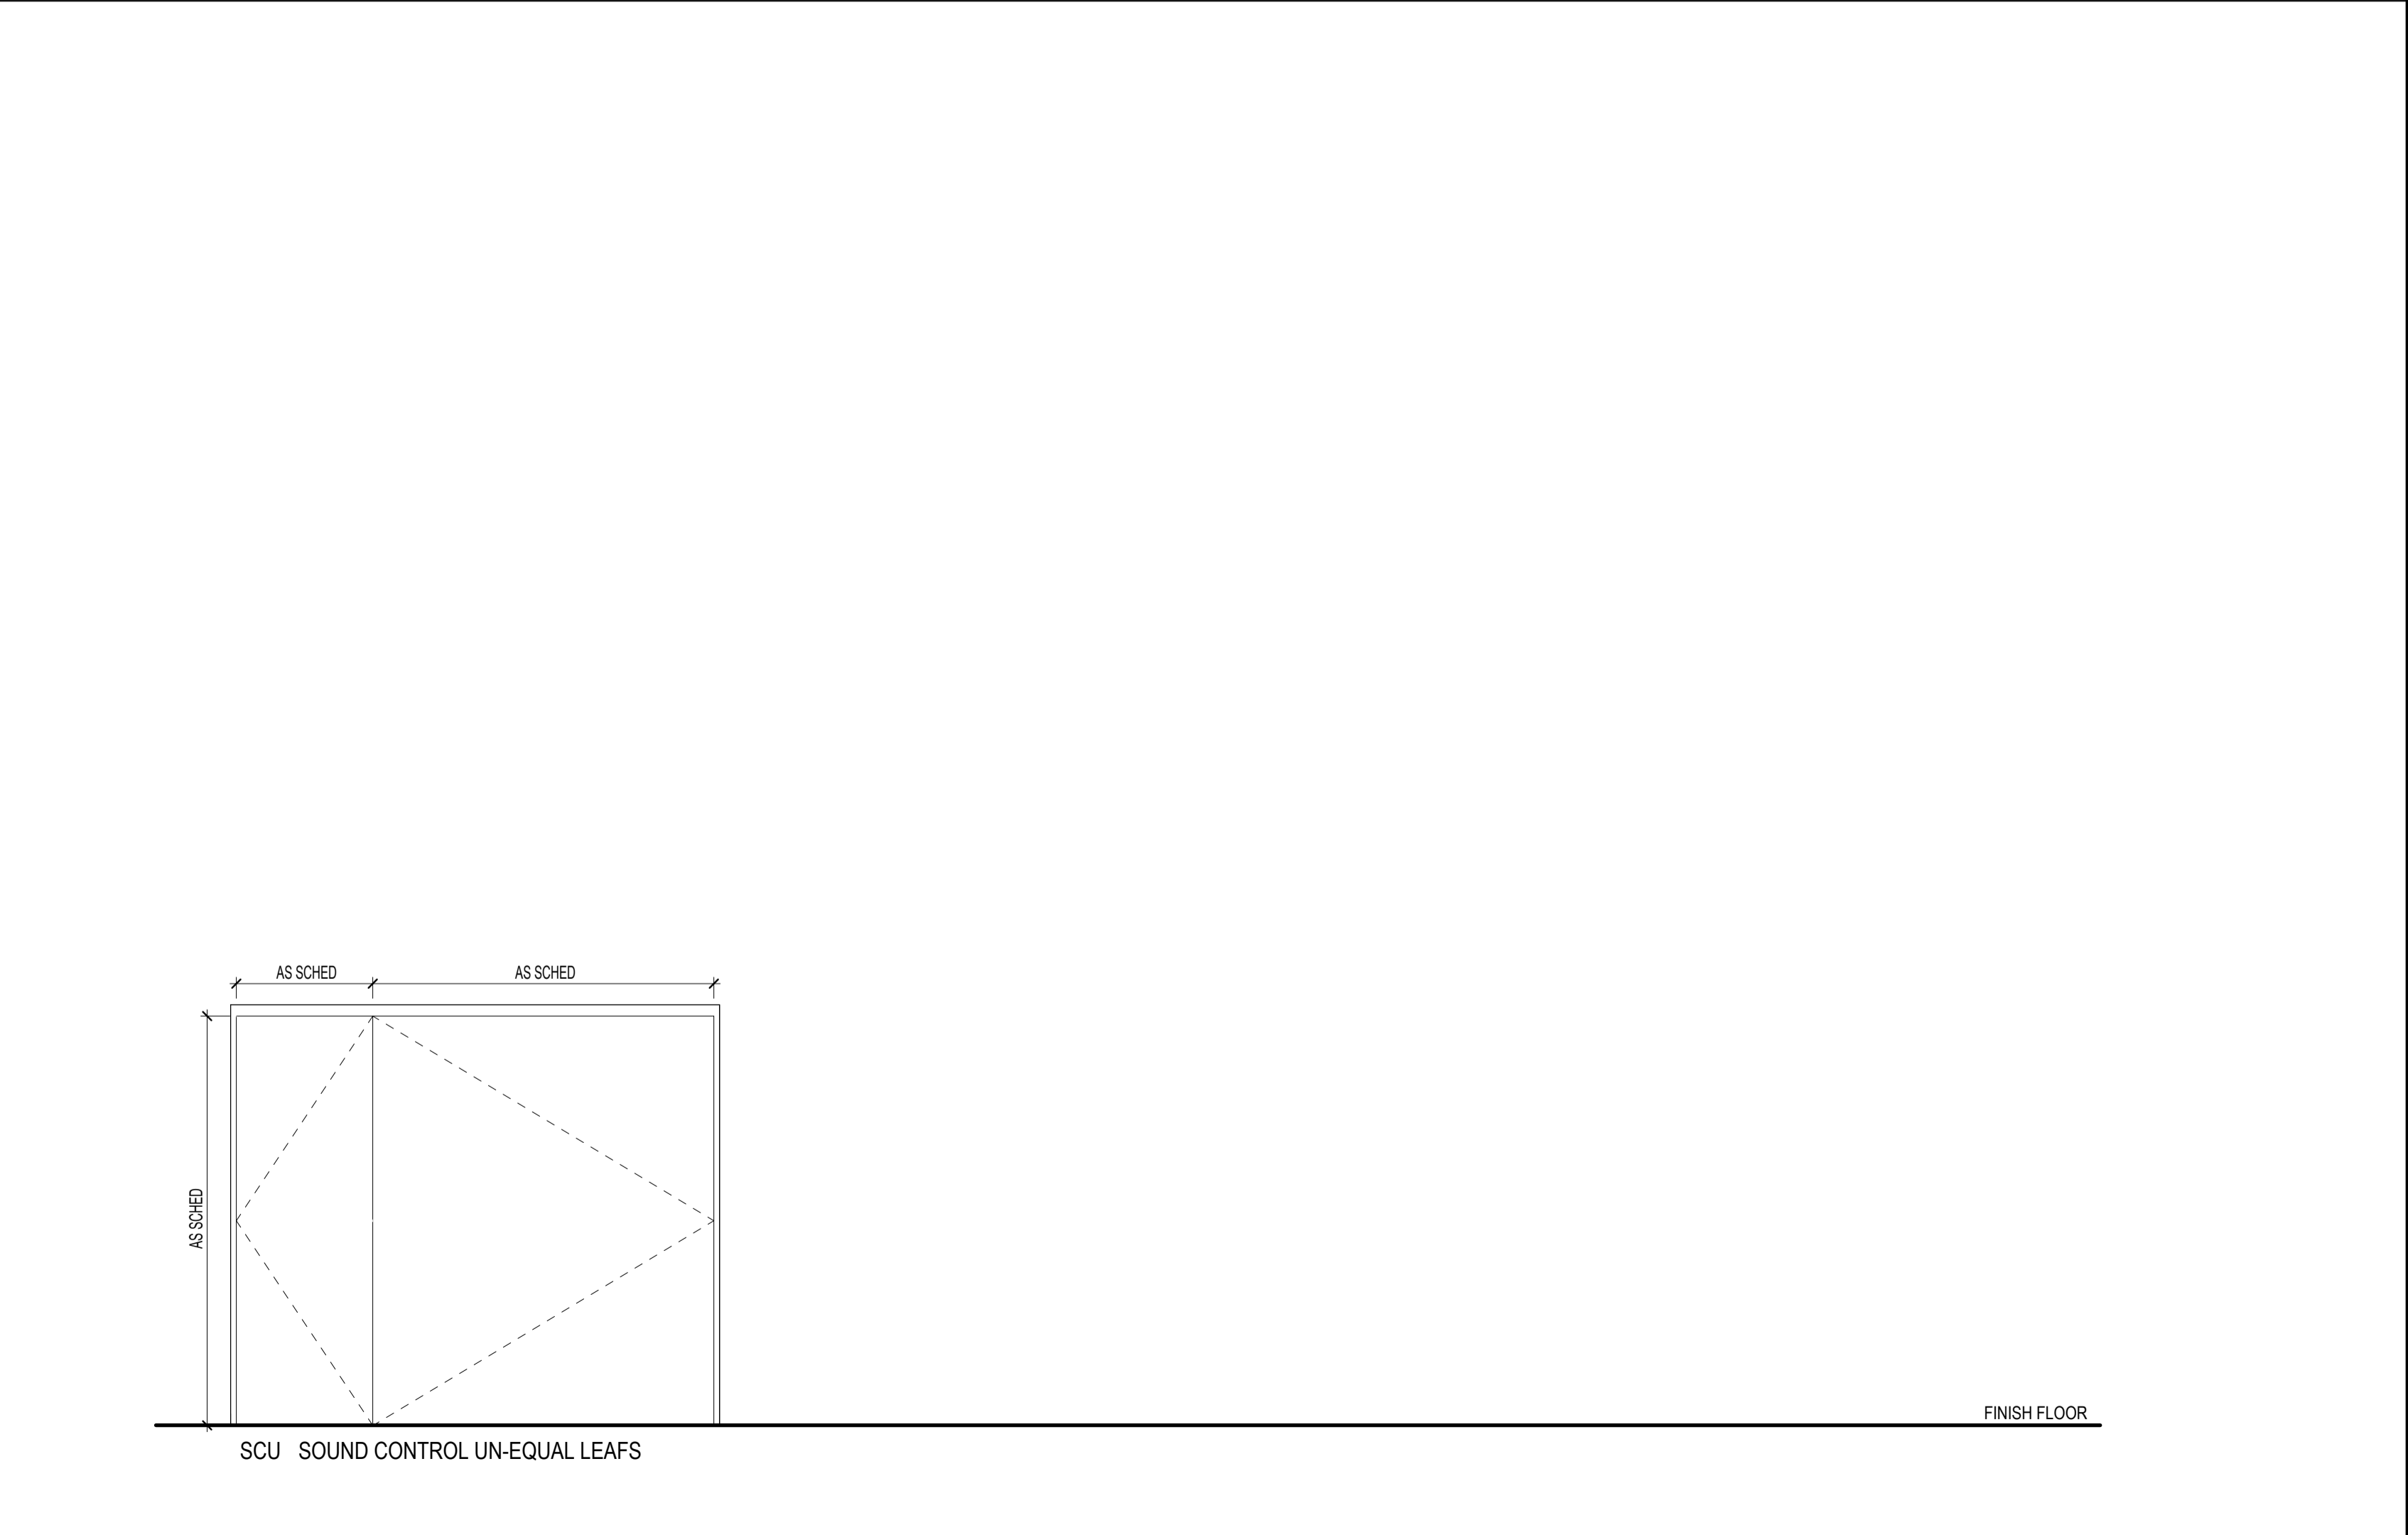 AS SCHED
AS SCHED
AS SCHED
FINISH FLOOR
SCU SOUND CONTROL UN-EQUAL LEAFS